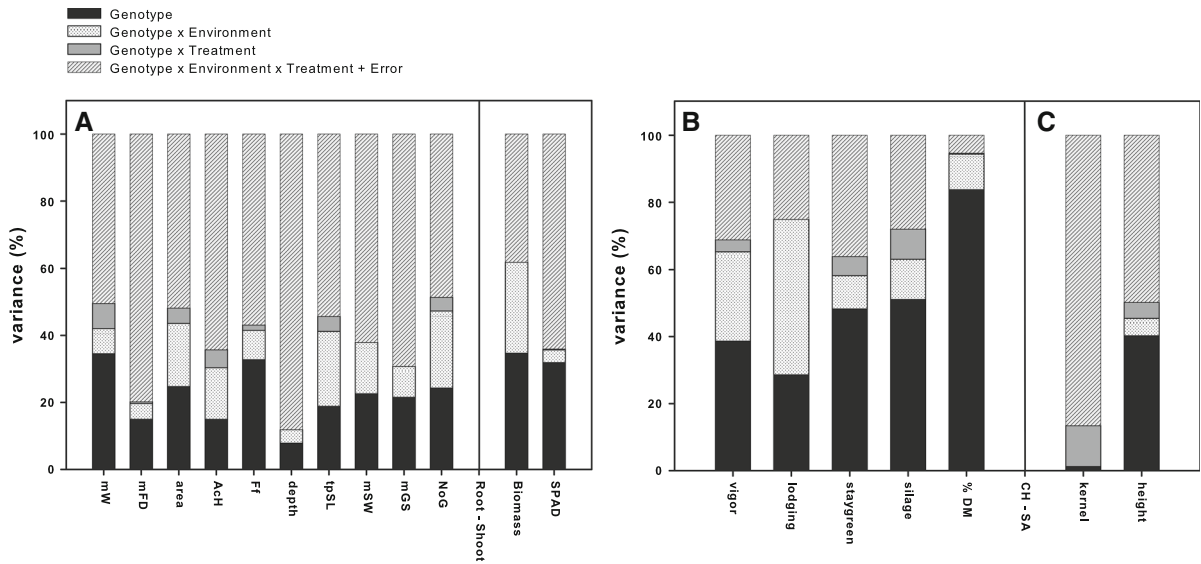 Genotype
Genotype x Environment
Genotype x Treatment
Genotype x Environment x Treatment + Error
A
variance (%)
100
80
60
40
20
0
mW
mFD
area
AcH
Ff
depth
tpSL
mSW
mGS
NoG
Root - Shoot
Biomass
SPAD
B
C
variance (%)
100
80
60
40
20
0
vigor
lodging
staygreen
silage
% DM
CH - SA
kernel
height